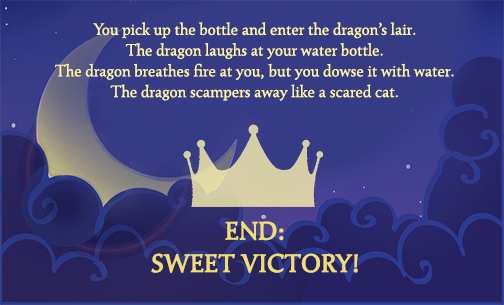 You pick up the bottle and enter the dragon's lair.
The dragon laughs at your water bottle.
The dragon breathes fire at you, but you dowse it with water.
The dragon scampers away like a scared cat.
END:
SWEET VICTORY!